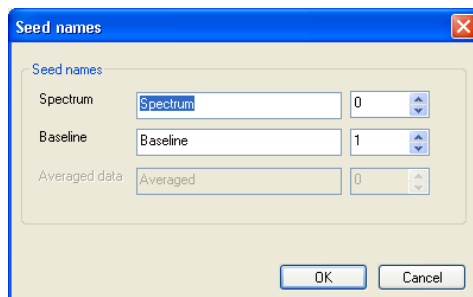 Seed names
Seed names
Spectrum Spectrum 0
Baseline Baseline 1
Averaged data Averaged 0
OK Cancel